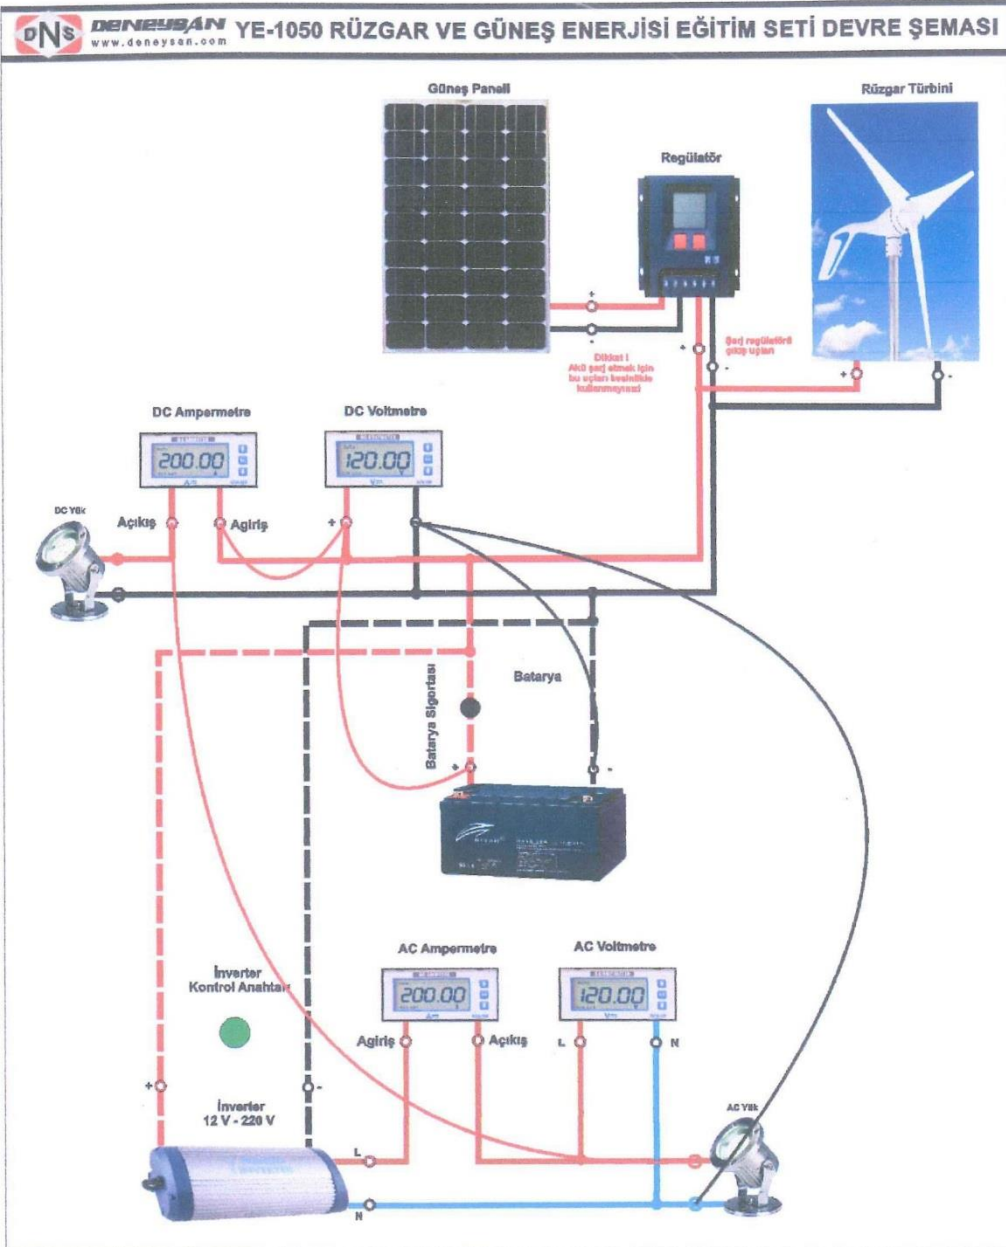 DNS DENEYSAN YE-1050 RÜZGAR VE GÜNEŞ ENERJİSİ EĞİTİM SETİ DEVRE ŞEMASI
www.deneysan.com
Güneş Paneli
Rüzgar Türbini
Regülatör
+
-
Dikkat !
Akü şarj etmek için
bu uçları kesinlikle
kullanmayınız!
+
-
Şarj regülatörü
çıkış uçları
+
-
DC Ampermetre
DC Voltmetre
200.00
120.00
DC Yük
Açıkış
Agiriş
+
Batarya Sigortası
Batarya
+
-
AC Ampermetre
AC Voltmetre
200.00
120.00
İnverter
Kontrol Anahtarı
Agiriş
Açıkış
L
N
+
-
İnverter
12 V - 220 V
AC Yük
L
N